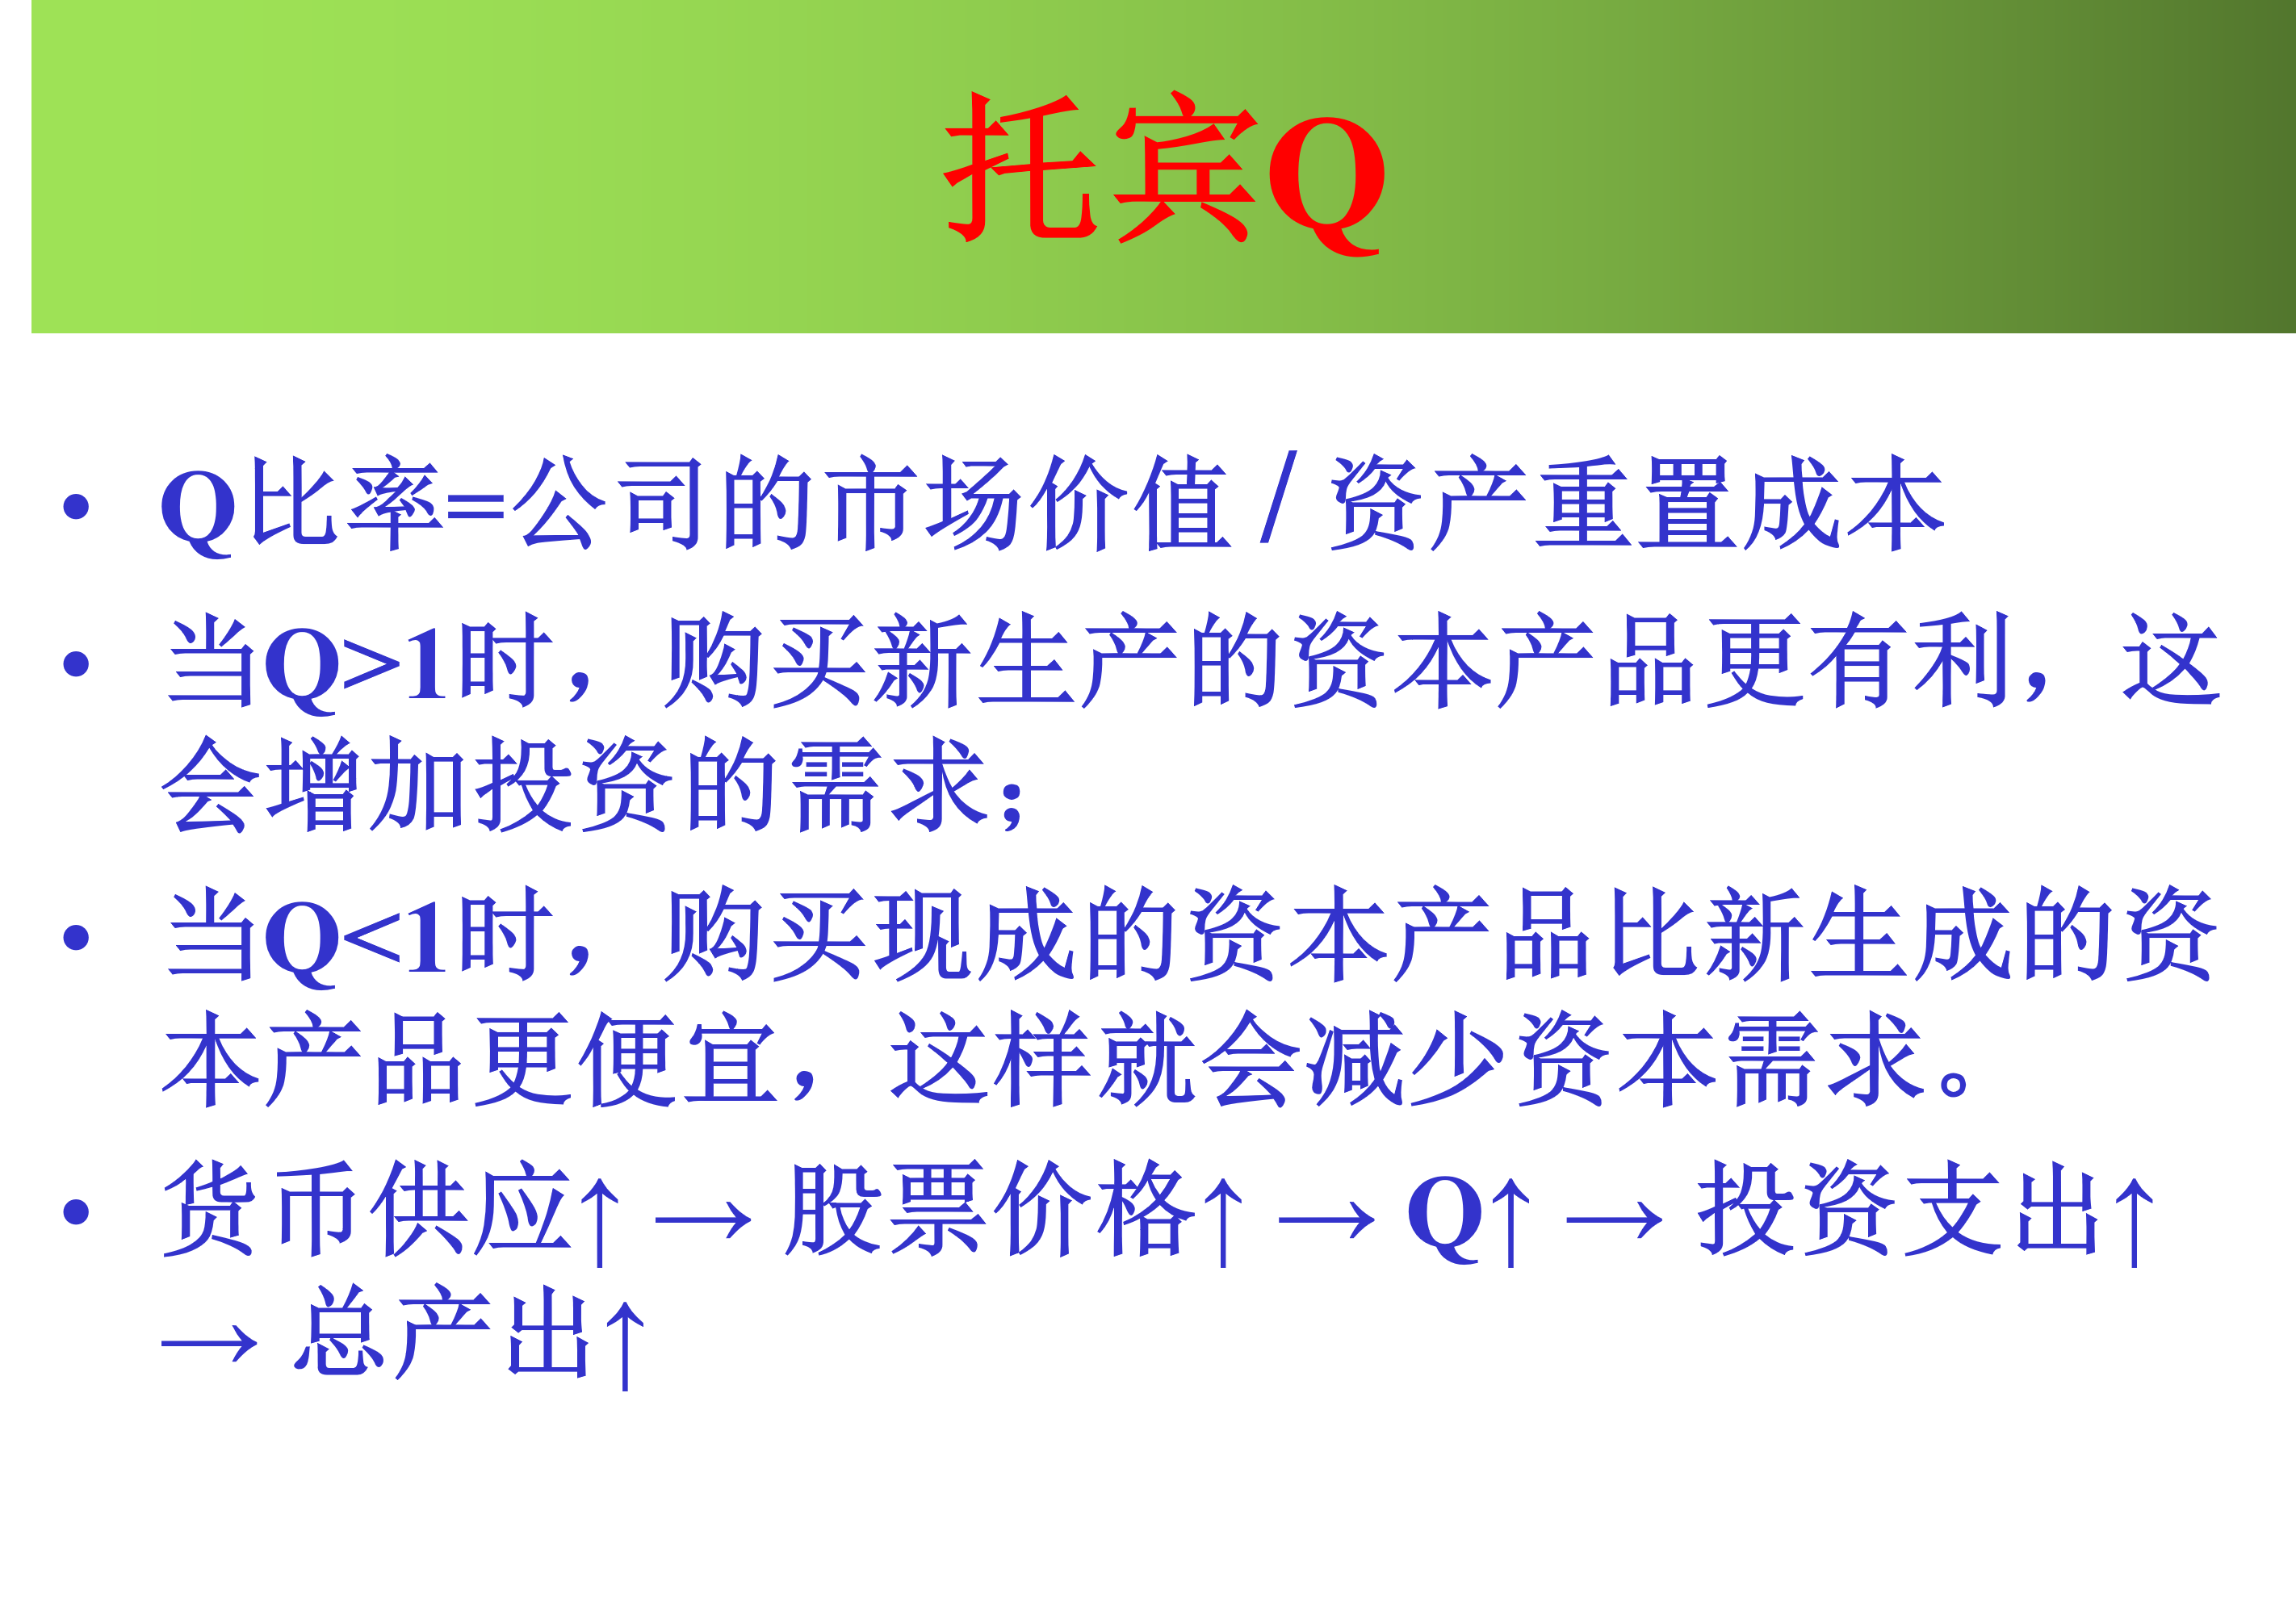 托宾Q
• Q比率=公司的市场价值 / 资产重置成本
• 当Q>1时, 购买新生产的资本产品更有利, 这
会增加投资的需求;
• 当Q<1时, 购买现成的资本产品比新生成的资
本产品更便宜, 这样就会减少资本需求。
• 货币供应↑ → 股票价格↑ → Q↑ → 投资支出↑
→ 总产出↑